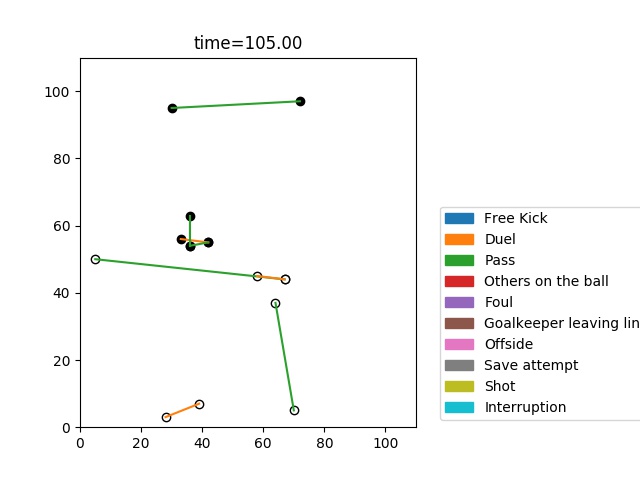 time=105.00
100
80
60
40
20
0
0 20 40 60 80 100
Free Kick
Duel
Pass
Others on the ball
Foul
Goalkeeper leaving lin
Offside
Save attempt
Shot
Interruption